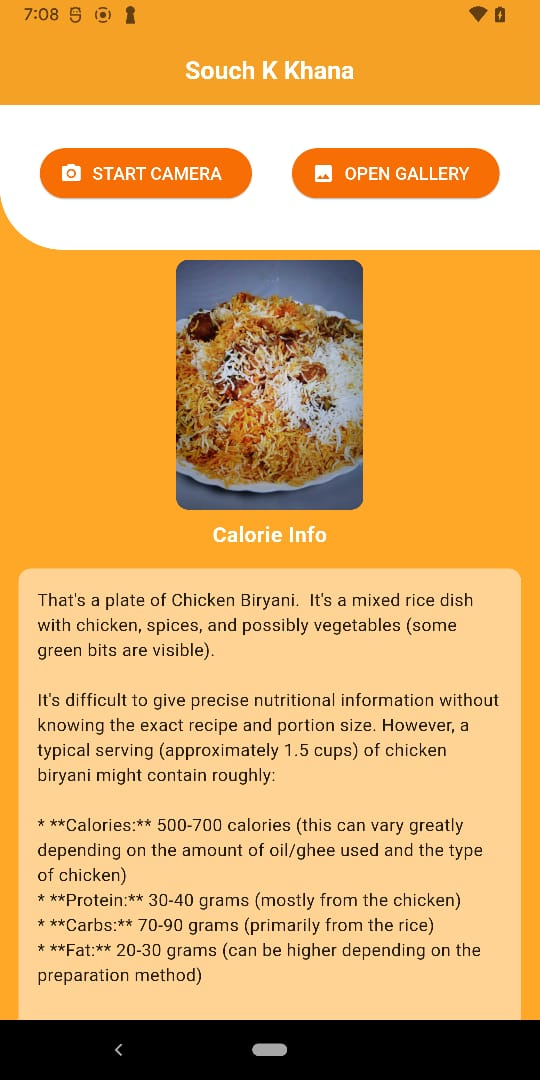 7:08
Souch K Khana
START CAMERA
OPEN GALLERY
Calorie Info
That's a plate of Chicken Biryani.  It's a mixed rice dish
with chicken, spices, and possibly vegetables (some
green bits are visible).
It's difficult to give precise nutritional information without
knowing the exact recipe and portion size. However, a
typical serving (approximately 1.5 cups) of chicken
biryani might contain roughly:
* **Calories:** 500-700 calories (this can vary greatly
depending on the amount of oil/ghee used and the type
of chicken)
* **Protein:** 30-40 grams (mostly from the chicken)
* **Carbs:** 70-90 grams (primarily from the rice)
* **Fat:** 20-30 grams (can be higher depending on the
preparation method)